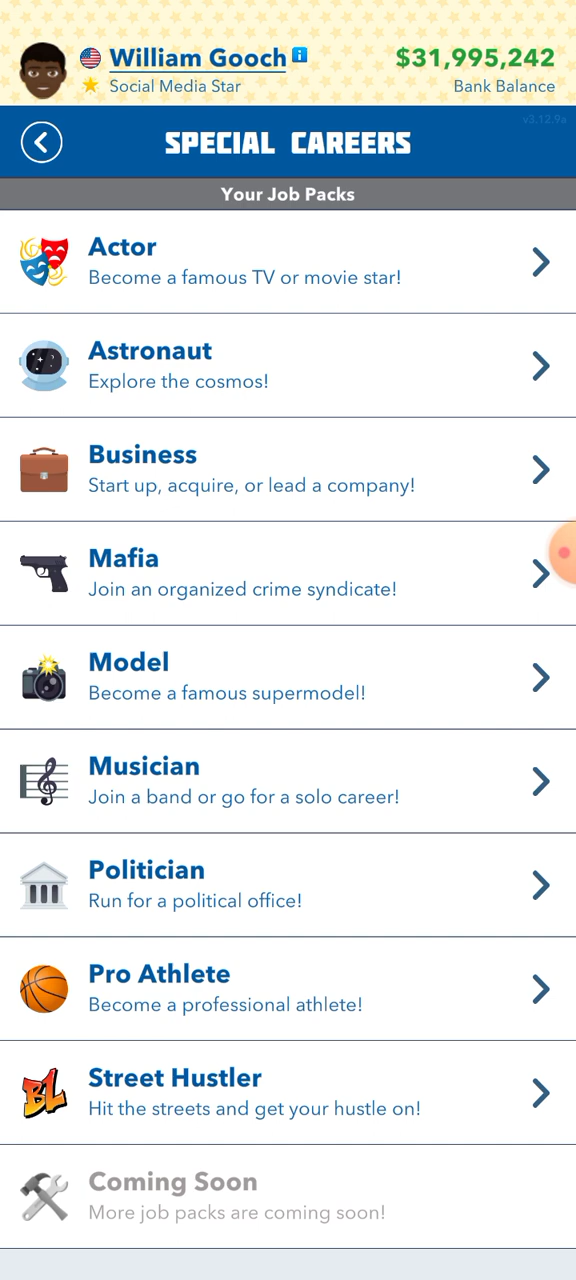 William Gooch
$31,995,242
Social Media Star
Bank Balance
v3.12.9a
SPECIAL CAREERS
Your Job Packs
Actor
Become a famous TV or movie star!
Astronaut
Explore the cosmos!
Business
Start up, acquire, or lead a company!
Mafia
Join an organized crime syndicate!
Model
Become a famous supermodel!
Musician
Join a band or go for a solo career!
Politician
Run for a political office!
Pro Athlete
Become a professional athlete!
BL
Street Hustler
Hit the streets and get your hustle on!
Coming Soon
More job packs are coming soon!